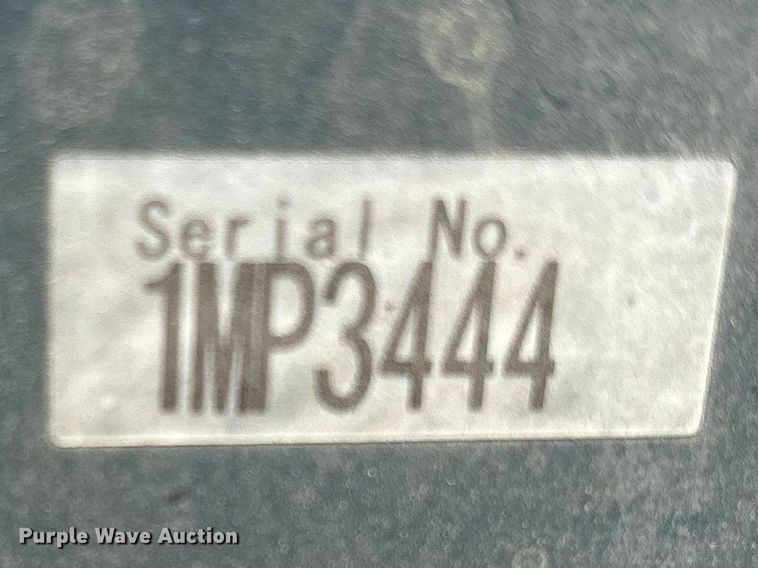 Serial No.
1MP3444
Purple Wave Auction